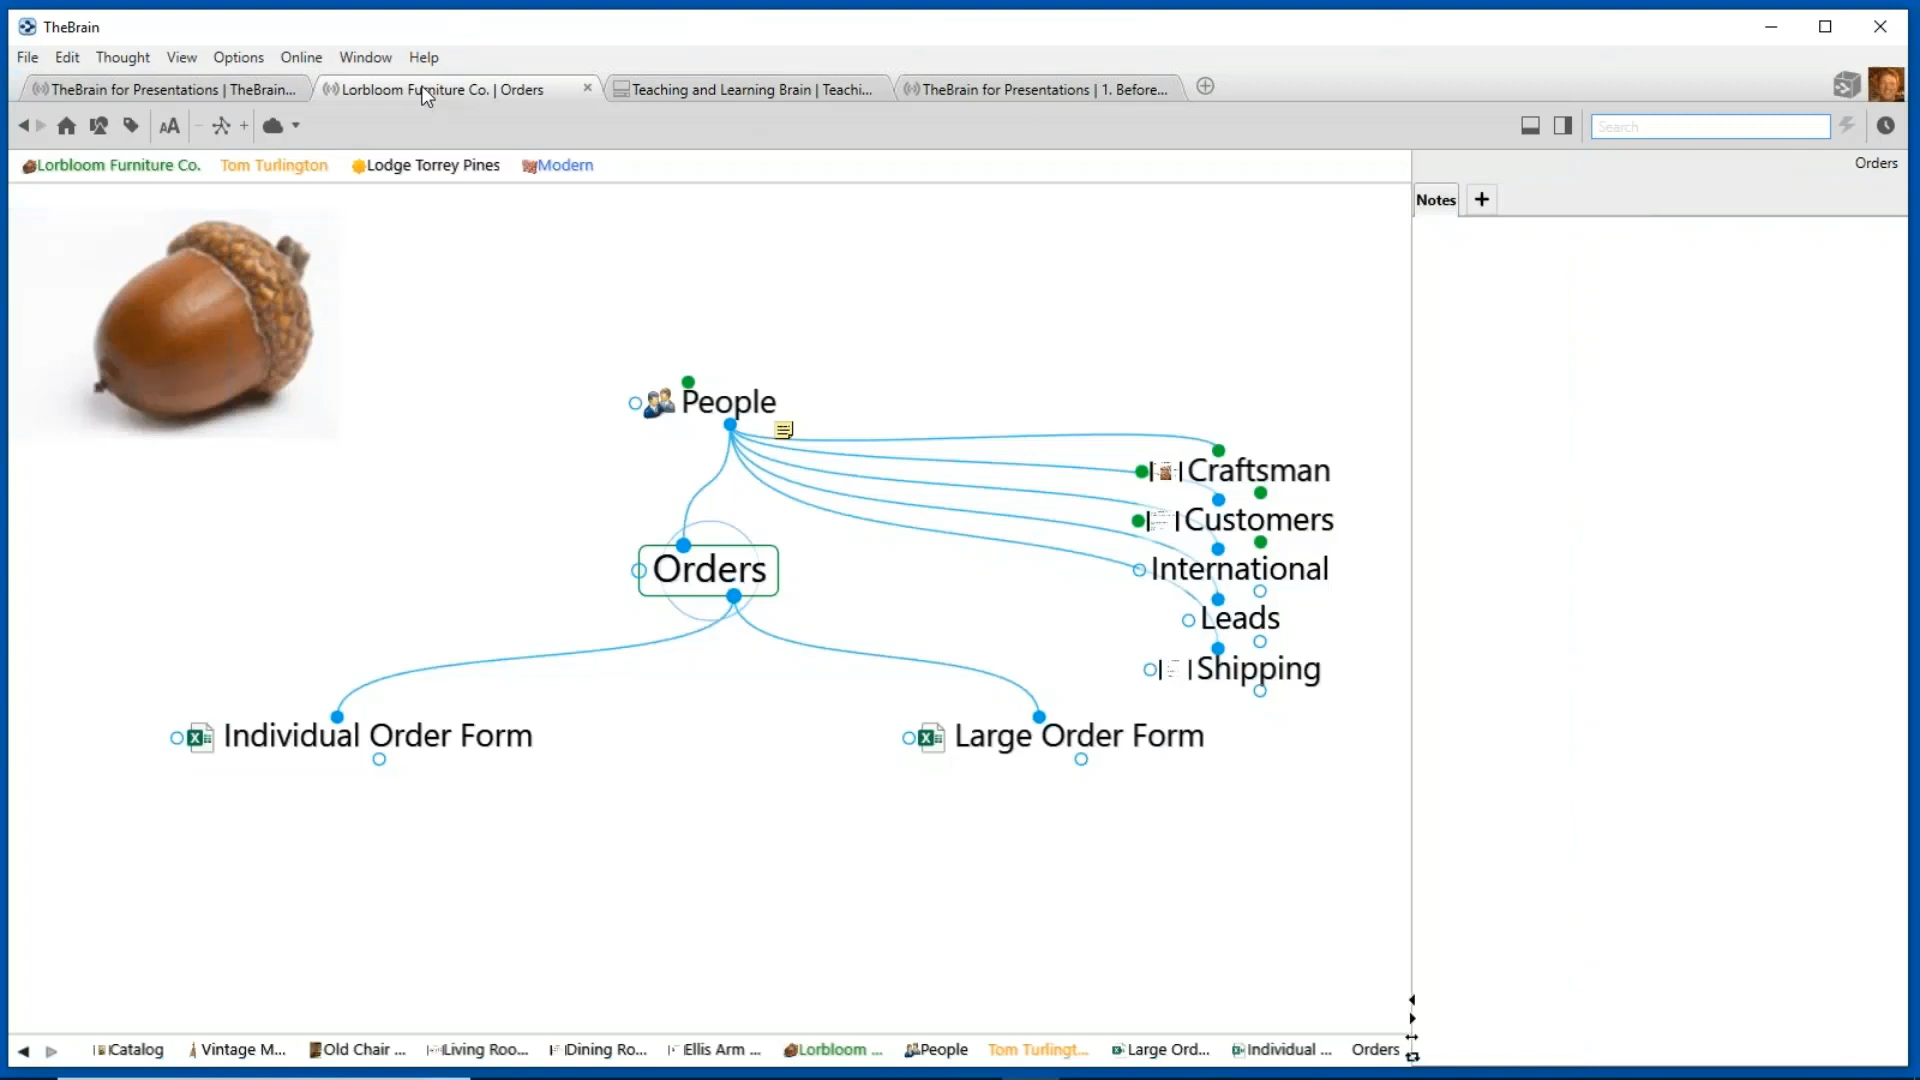 TheBrain
File Edit Thought View Options Online Window Help
TheBrain for Presentations | TheBrain... Lorbloom Furniture Co. | Orders Teaching and Learning Brain | Teachi... TheBrain for Presentations | 1. Before...
AA Search
Lorbloom Furniture Co. Tom Turlington Lodge Torrey Pines Modern
Orders
Notes
People
Craftsman
Customers
Orders
International
Leads
Shipping
Individual Order Form
Large Order Form
Catalog Vintage M... Old Chair ... Living Roo... Dining Ro... Ellis Arm ... Lorbloom ... People Tom Turlingt... Large Ord... Individual ... Orders